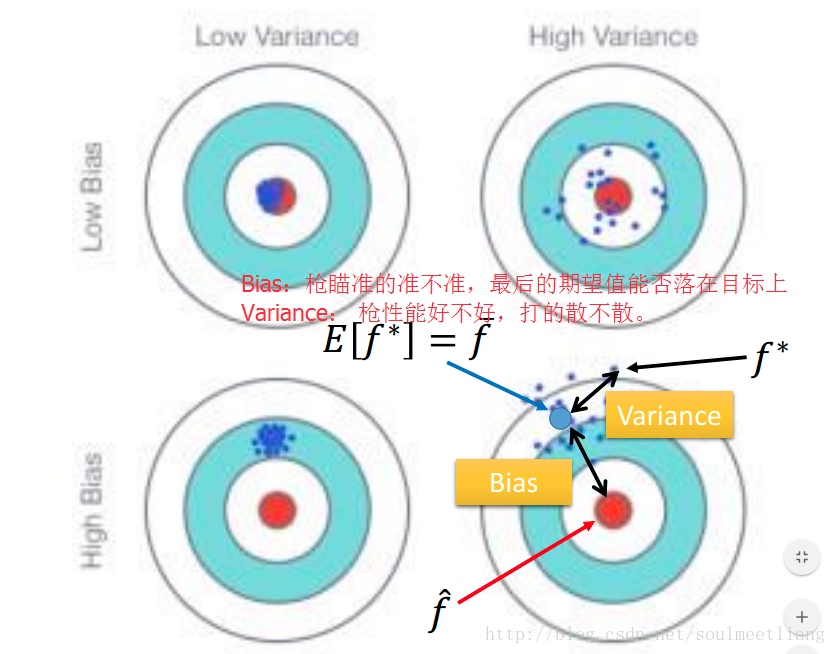 Low Variance
High Variance
Low Bias
Bias: 枪瞄准的准不准，最后的期望值能否落在目标上
Variance: 枪性能好不好，打的散不散。
E[f*] = f̄
f*
Variance
Bias
High Bias
f̂
http://blog.csdn.net/soulmeetliang